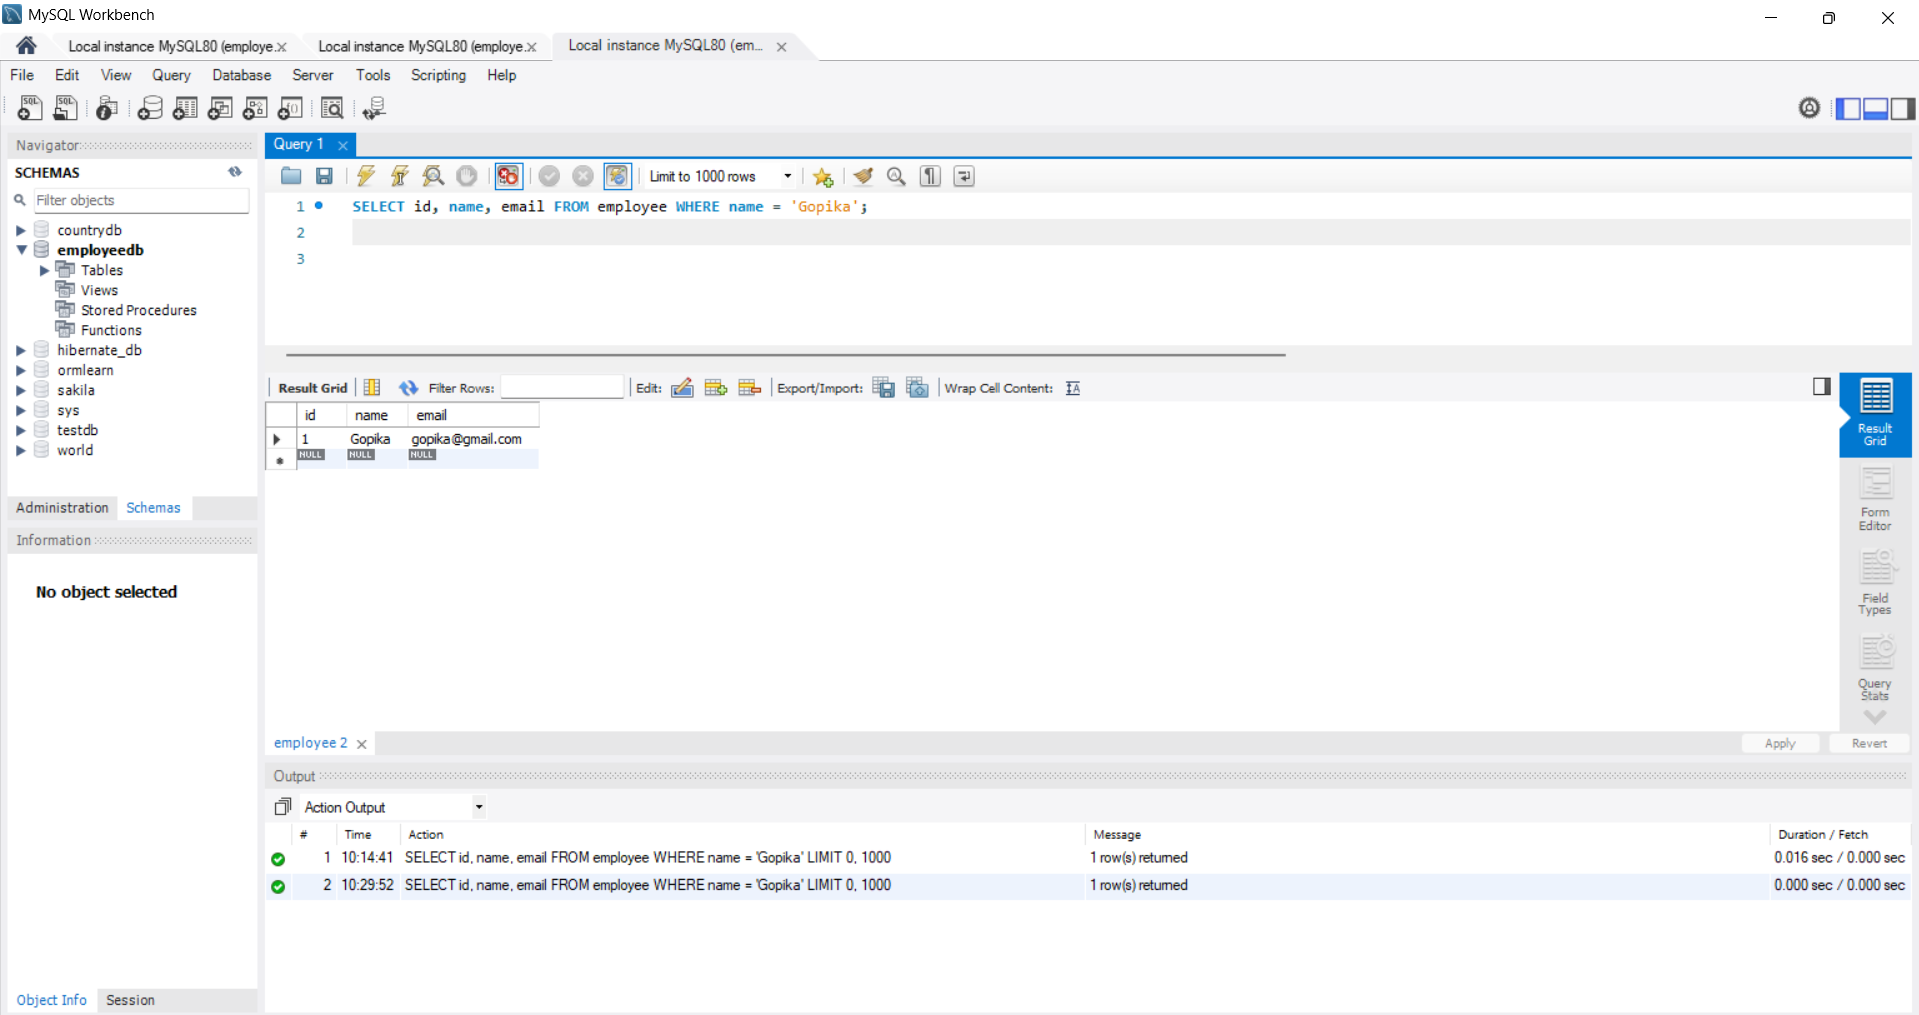 MySQL Workbench
Local instance MySQL80 (employe.x
Local instance MySQL80 (employe.x
Local instance MySQL80 (em...
File Edit View Query Database Server Tools Scripting Help
Navigator
SCHEMAS
Filter objects
countrydb
employeedb
Tables
Views
Stored Procedures
Functions
hibernate_db
ormlearn
sakila
sys
testdb
world
Administration Schemas
Information
No object selected
Object Info Session
Query 1
Limit to 1000 rows
1 SELECT id, name, email FROM employee WHERE name = 'Gopika';
2
3
Result Grid Filter Rows: Edit: Export/Import: Wrap Cell Content:
id name email
1 Gopika gopika@gmail.com
NULL NULL NULL
Result Grid
Form Editor
Field Types
Query Stats
employee 2
Apply Revert
Output
Action Output
# Time Action Message Duration / Fetch
1 10:14:41 SELECT id, name, email FROM employee WHERE name = 'Gopika' LIMIT 0, 1000 1 row(s) returned 0.016 sec / 0.000 sec
2 10:29:52 SELECT id, name, email FROM employee WHERE name = 'Gopika' LIMIT 0, 1000 1 row(s) returned 0.000 sec / 0.000 sec